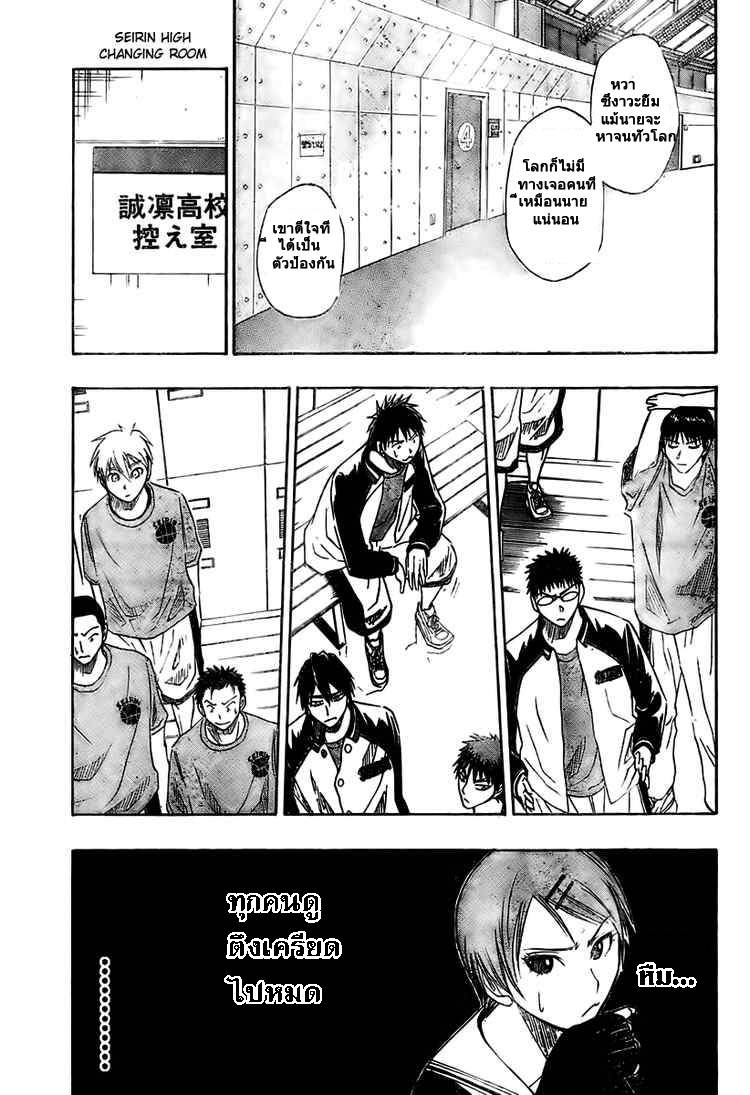 SEIRIN HIGH
CHANGING ROOM
誠凛高校
控え室
หวา
ซึงาวะยึม
แม้นายจะ
หาจนทัวโลก
โลกก็ไม่มี
ทางเจอคนที่
เหมือนนาย
แน่นอน
เขาดีใจที่
ได้เป็น
ตัวป้องกัน
4
SEIRIN
ทุกคนดู
ตึงเครียด
ไปหมด
หืม...